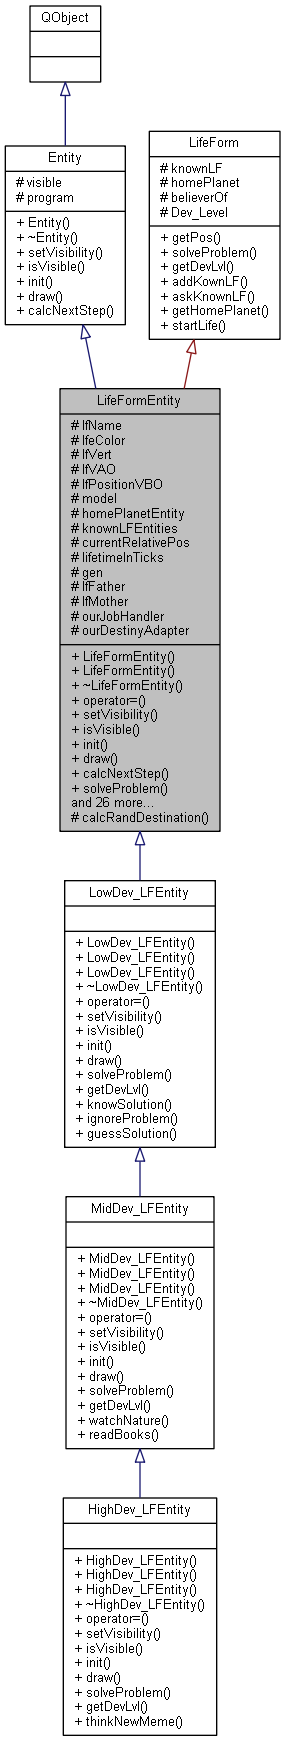 QObject
Entity
# visible
# program
+ Entity()
+ ~Entity()
+ setVisibility()
+ isVisible()
+ init()
+ draw()
+ calcNextStep()
LifeForm
# knownLF
# homePlanet
# believerOf
# Dev_Level
+ getPos()
+ solveProblem()
+ getDevLvl()
+ addKownLF()
+ askKnownLF()
+ getHomePlanet()
+ startLife()
LifeFormEntity
# lfName
# lfeColor
# lfVert
# lfVAO
# lfPositionVBO
# model
# homePlanetEntity
# knownLFEntities
# currentRelativePos
# lifetimeInTicks
# gen
# lfFather
# lfMother
# ourJobHandler
# ourDestinyAdapter
+ LifeFormEntity()
+ LifeFormEntity()
+ ~LifeFormEntity()
+ operator=()
+ setVisibility()
+ isVisible()
+ init()
+ draw()
+ calcNextStep()
+ solveProblem()
and 26 more...
# calcRandDestination()
LowDev_LFEntity
+ LowDev_LFEntity()
+ LowDev_LFEntity()
+ LowDev_LFEntity()
+ ~LowDev_LFEntity()
+ operator=()
+ setVisibility()
+ isVisible()
+ init()
+ draw()
+ solveProblem()
+ getDevLvl()
+ knowSolution()
+ ignoreProblem()
+ guessSolution()
MidDev_LFEntity
+ MidDev_LFEntity()
+ MidDev_LFEntity()
+ MidDev_LFEntity()
+ ~MidDev_LFEntity()
+ operator=()
+ setVisibility()
+ isVisible()
+ init()
+ draw()
+ solveProblem()
+ getDevLvl()
+ watchNature()
+ readBooks()
HighDev_LFEntity
+ HighDev_LFEntity()
+ HighDev_LFEntity()
+ HighDev_LFEntity()
+ ~HighDev_LFEntity()
+ operator=()
+ setVisibility()
+ isVisible()
+ init()
+ draw()
+ solveProblem()
+ getDevLvl()
+ thinkNewMeme()